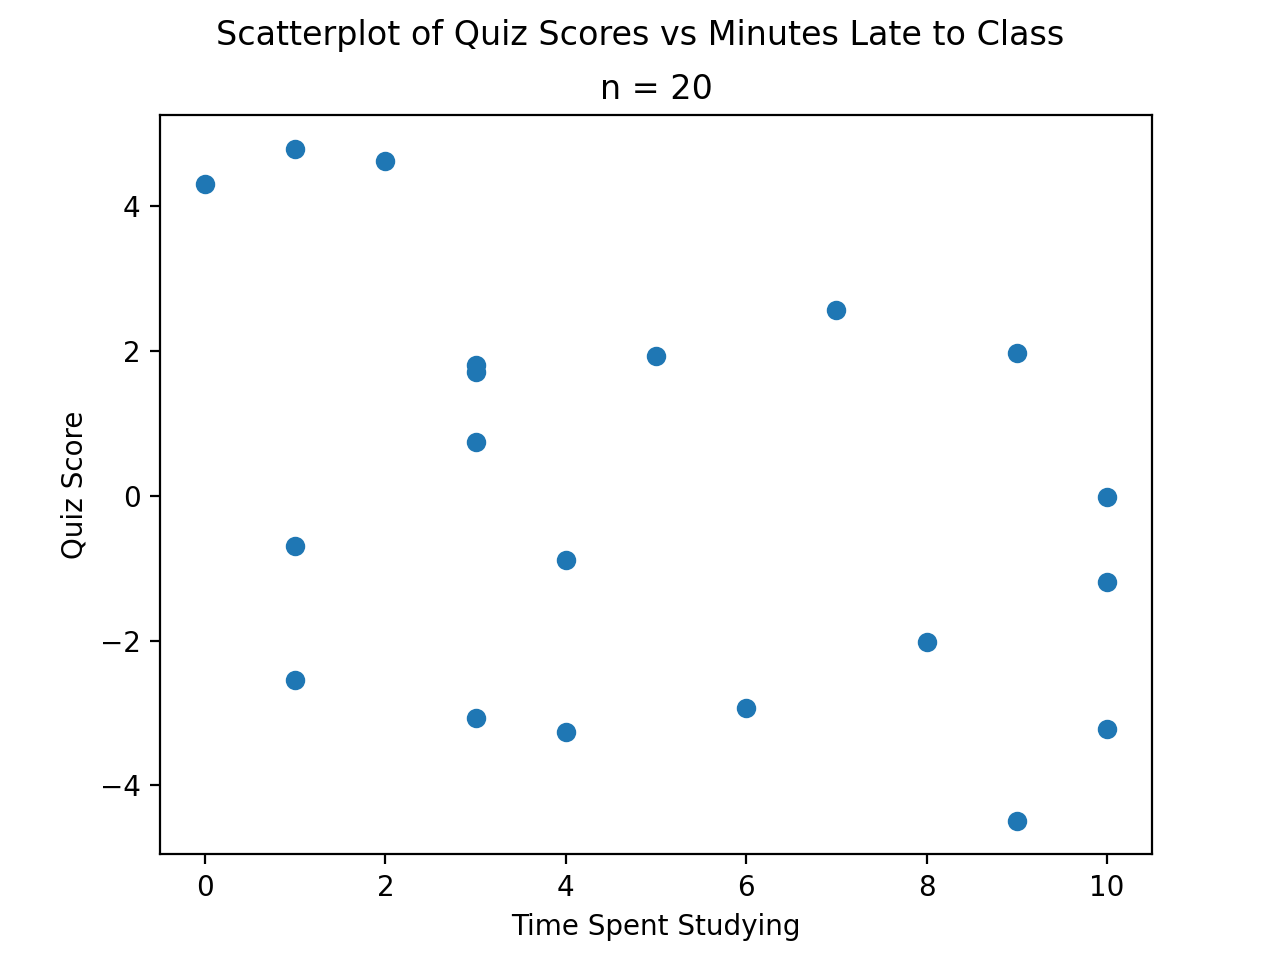 Scatterplot of Quiz Scores vs Minutes Late to Class
n = 20
4
2
0
−2
−4
Quiz Score
0 2 4 6 8 10
Time Spent Studying